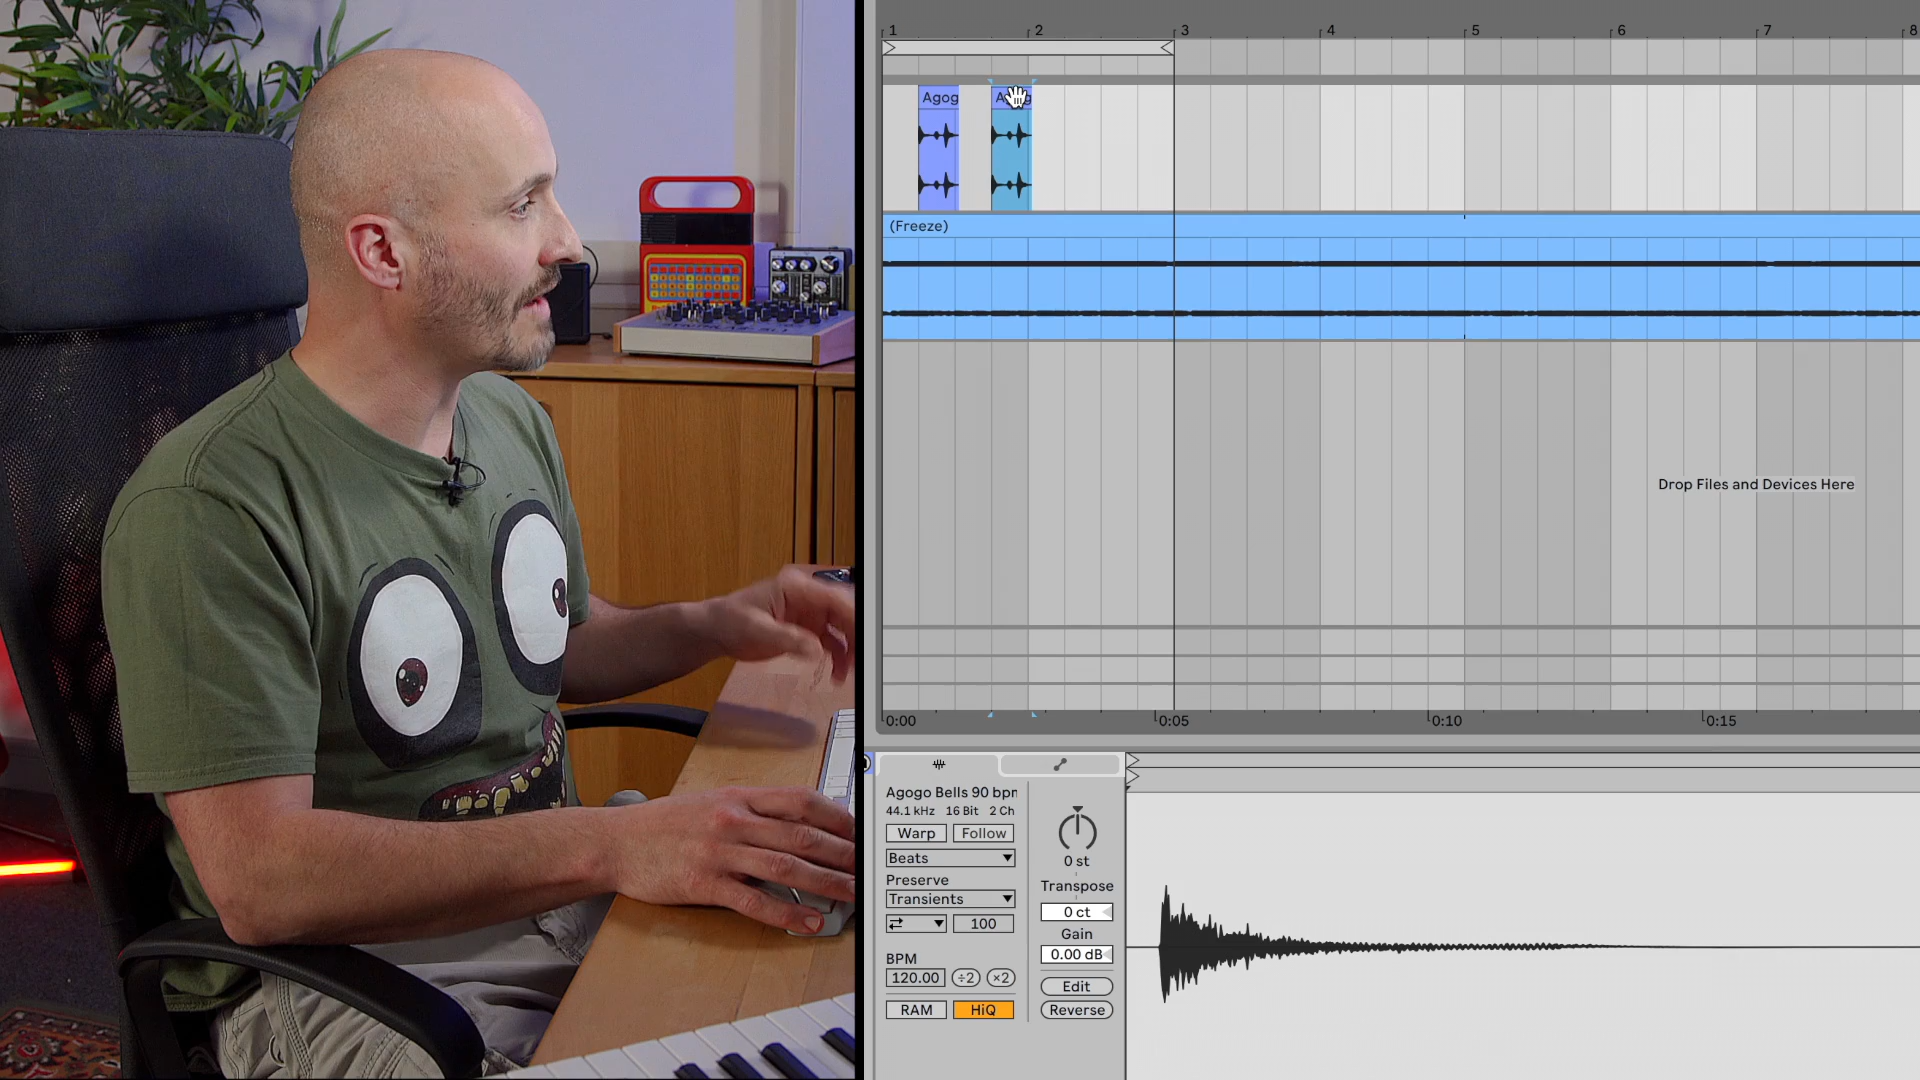 1 2 3 4 5 6 7 8
Agog
(Freeze)
Drop Files and Devices Here
0:00 0:05 0:10 0:15
Agogo Bells 90 bpm
44.1 kHz 16 Bit 2 Ch
Warp Follow
Beats
Preserve
Transients
100
BPM
120.00 ÷2 ×2
RAM HiQ
0 st
Transpose
0 ct
Gain
0.00 dB
Edit
Reverse